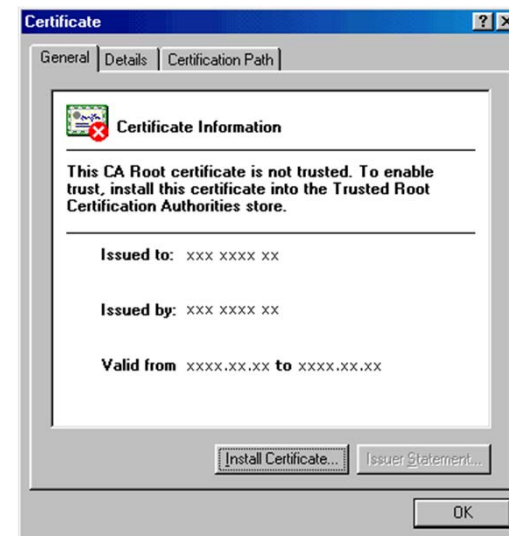 Certificate
General Details Certification Path
Certificate Information
This CA Root certificate is not trusted. To enable
trust, install this certificate into the Trusted Root
Certification Authorities store.
Issued to: xxx xxxx xx
Issued by: xxx xxxx xx
Valid from xxxx.xx.xx to xxxx.xx.xx
Install Certificate... Issuer Statement...
OK